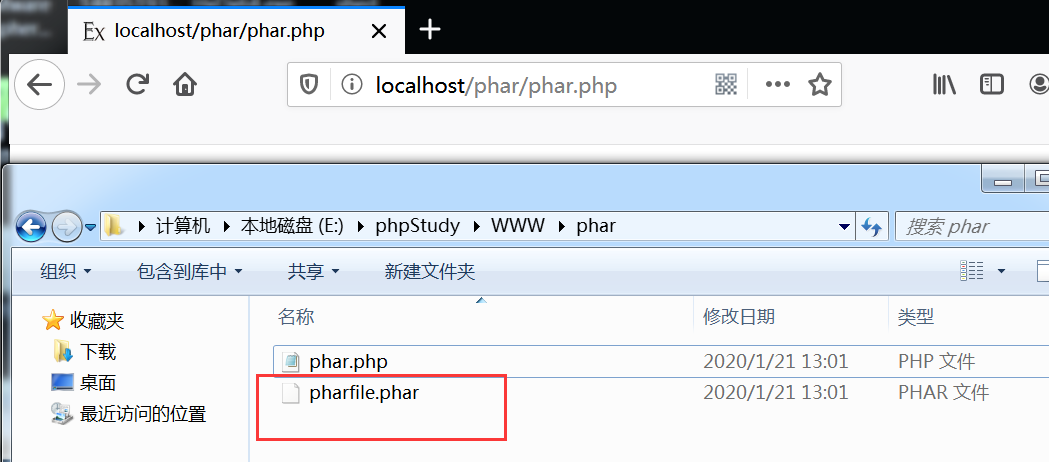 Ex localhost/phar/phar.php
localhost/phar/phar.php
计算机 本地磁盘 (E:) phpStudy WWW phar 搜索 phar
组织 包含到库中 共享 新建文件夹
收藏夹
下载
桌面
最近访问的位置
名称 修改日期 类型
phar.php 2020/1/21 13:01 PHP 文件
pharfile.phar 2020/1/21 13:01 PHAR 文件